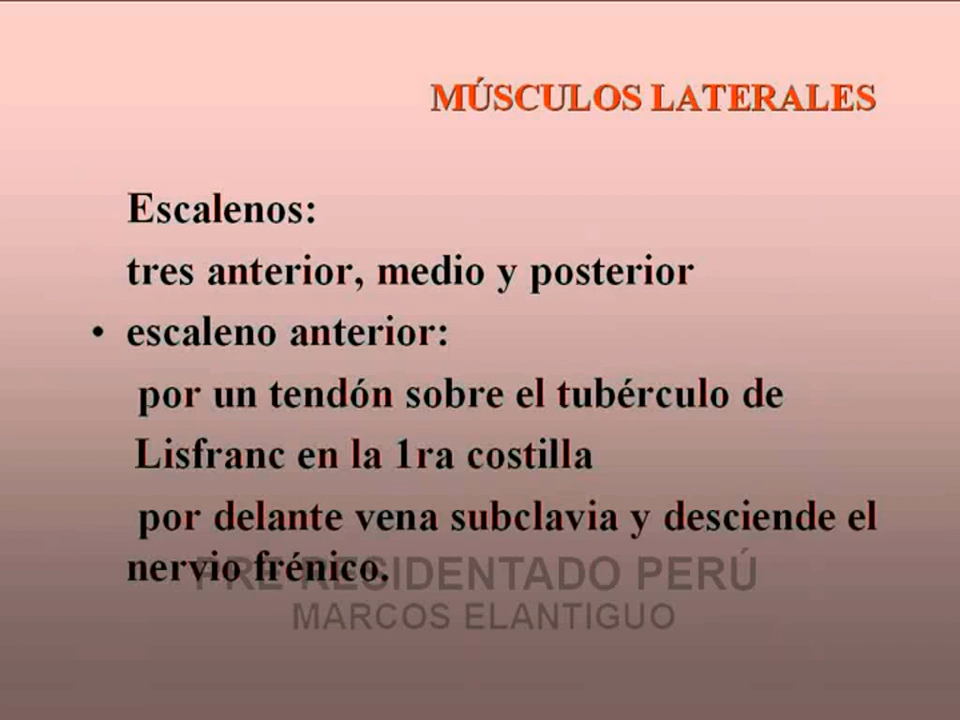 MÚSCULOS LATERALES
Escalenos:
tres anterior, medio y posterior
• escaleno anterior:
por un tendón sobre el tubérculo de
Lisfranc en la 1ra costilla
por delante vena subclavia y desciende el
nervio frénico.
PRE RESIDENTADO PERÚ
MARCOS ELANTIGUO